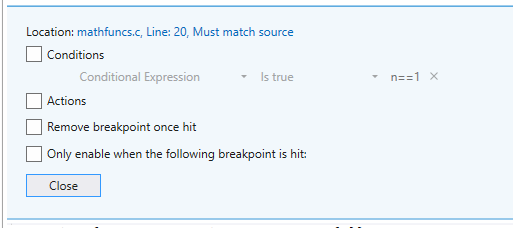 Location: mathfuncs.c, Line: 20, Must match source
Conditions
Conditional Expression Is true n==1 ×
Actions
Remove breakpoint once hit
Only enable when the following breakpoint is hit:
Close